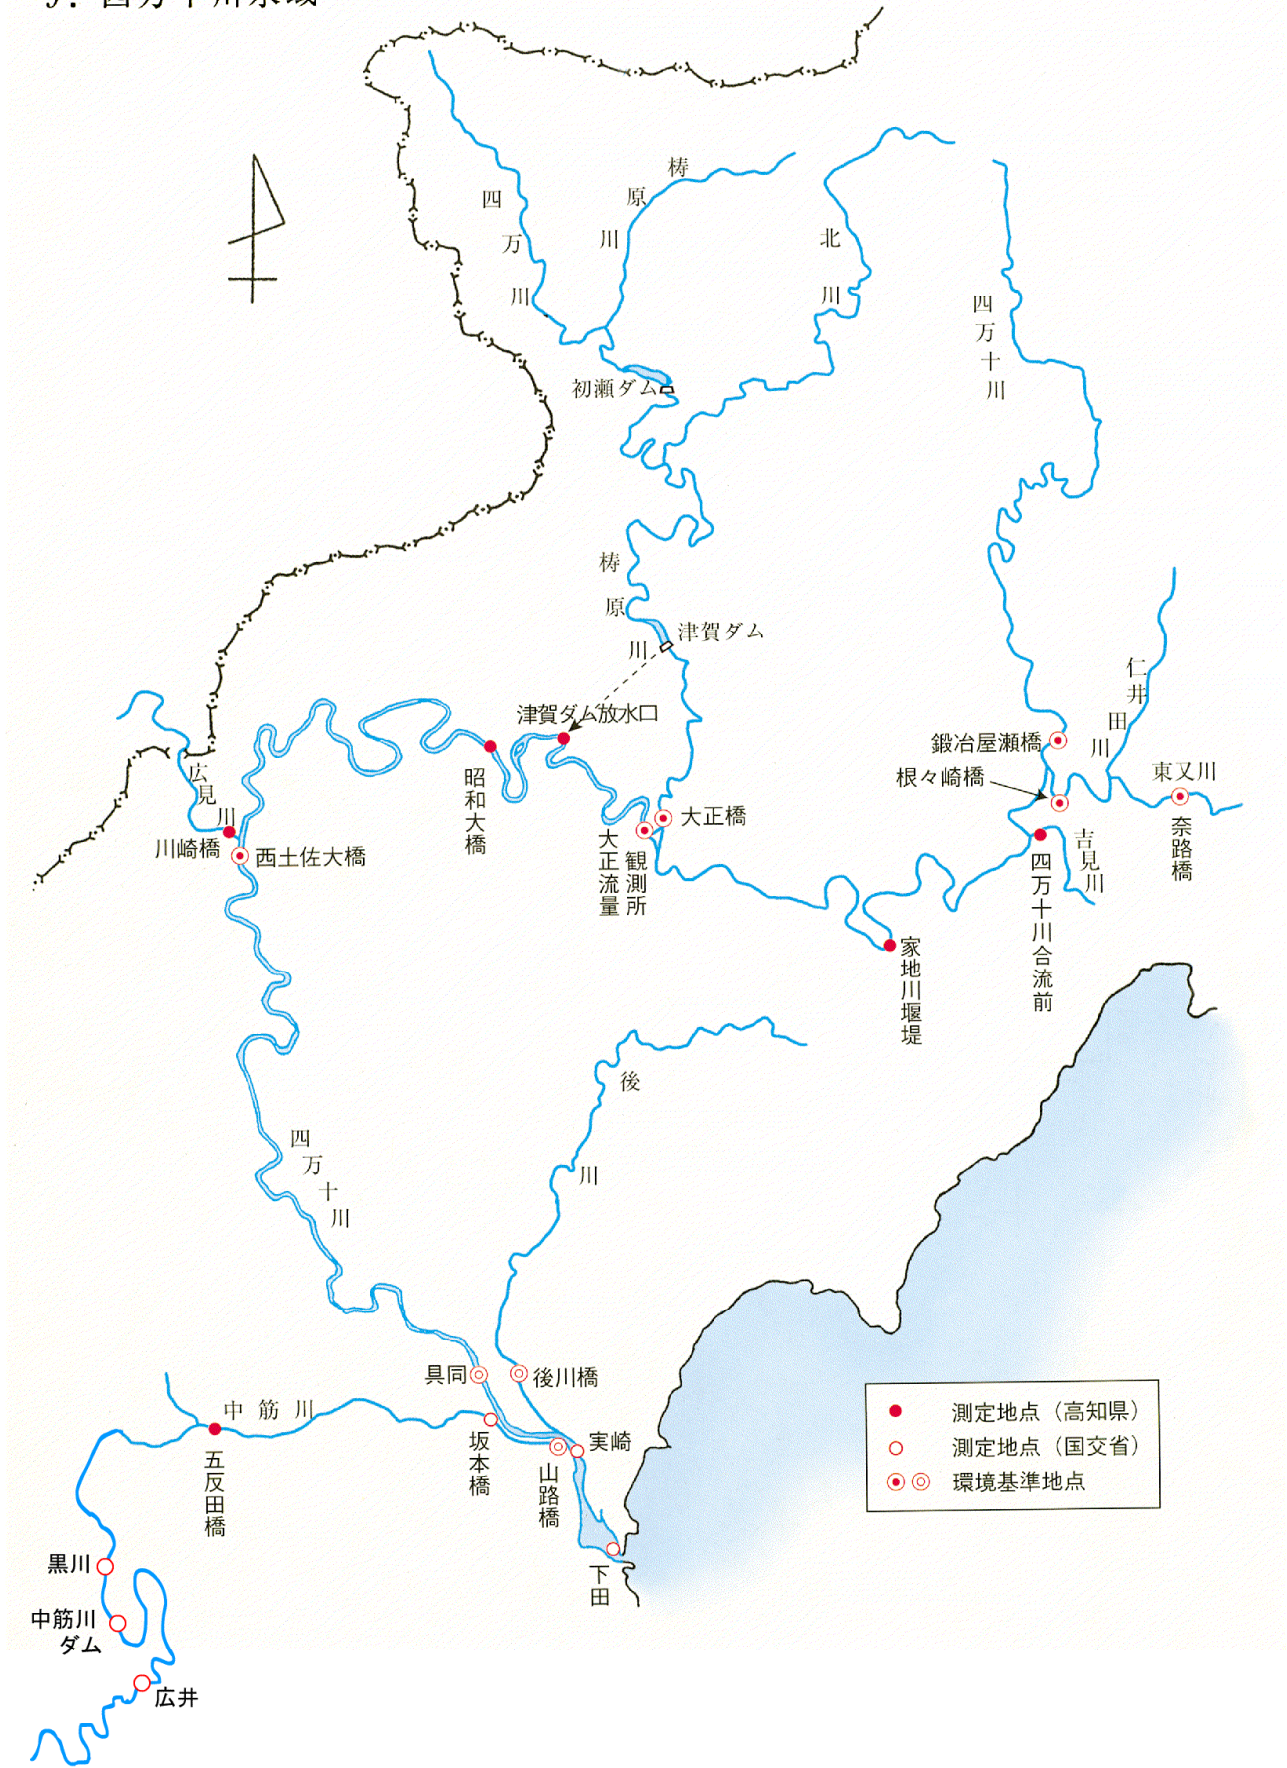 四万十川水域
四万川
梼原川
北川
四万十川
初瀬ダム
梼原川
津賀ダム
仁井田川
津賀ダム放水口
鍛冶屋瀬橋
根々崎橋
東又川
広見川
昭和大橋
大正橋
川崎橋
西土佐大橋
大正流量
観測所
四万十川合流前
吉見川
奈路橋
家地川堰堤
後川
四万十川
具同
後川橋
中筋川
坂本橋
実崎
山路橋
五反田橋
下田
測定地点（高知県）
測定地点（国交省）
環境基準地点
黒川
中筋川
ダム
広井